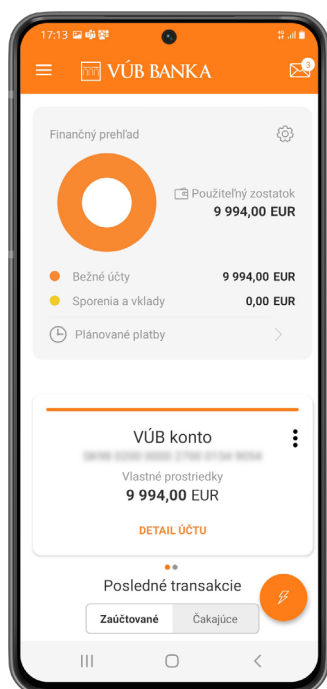 17:13
VÚB BANKA
3
Finančný prehľad
Použiteľný zostatok
9 994,00 EUR
Bežné účty 9 994,00 EUR
Sporenia a vklady 0,00 EUR
Plánované platby
VÚB konto
Vlastné prostriedky
9 994,00 EUR
DETAIL ÚČTU
Posledné transakcie
Zaúčtované Čakajúce